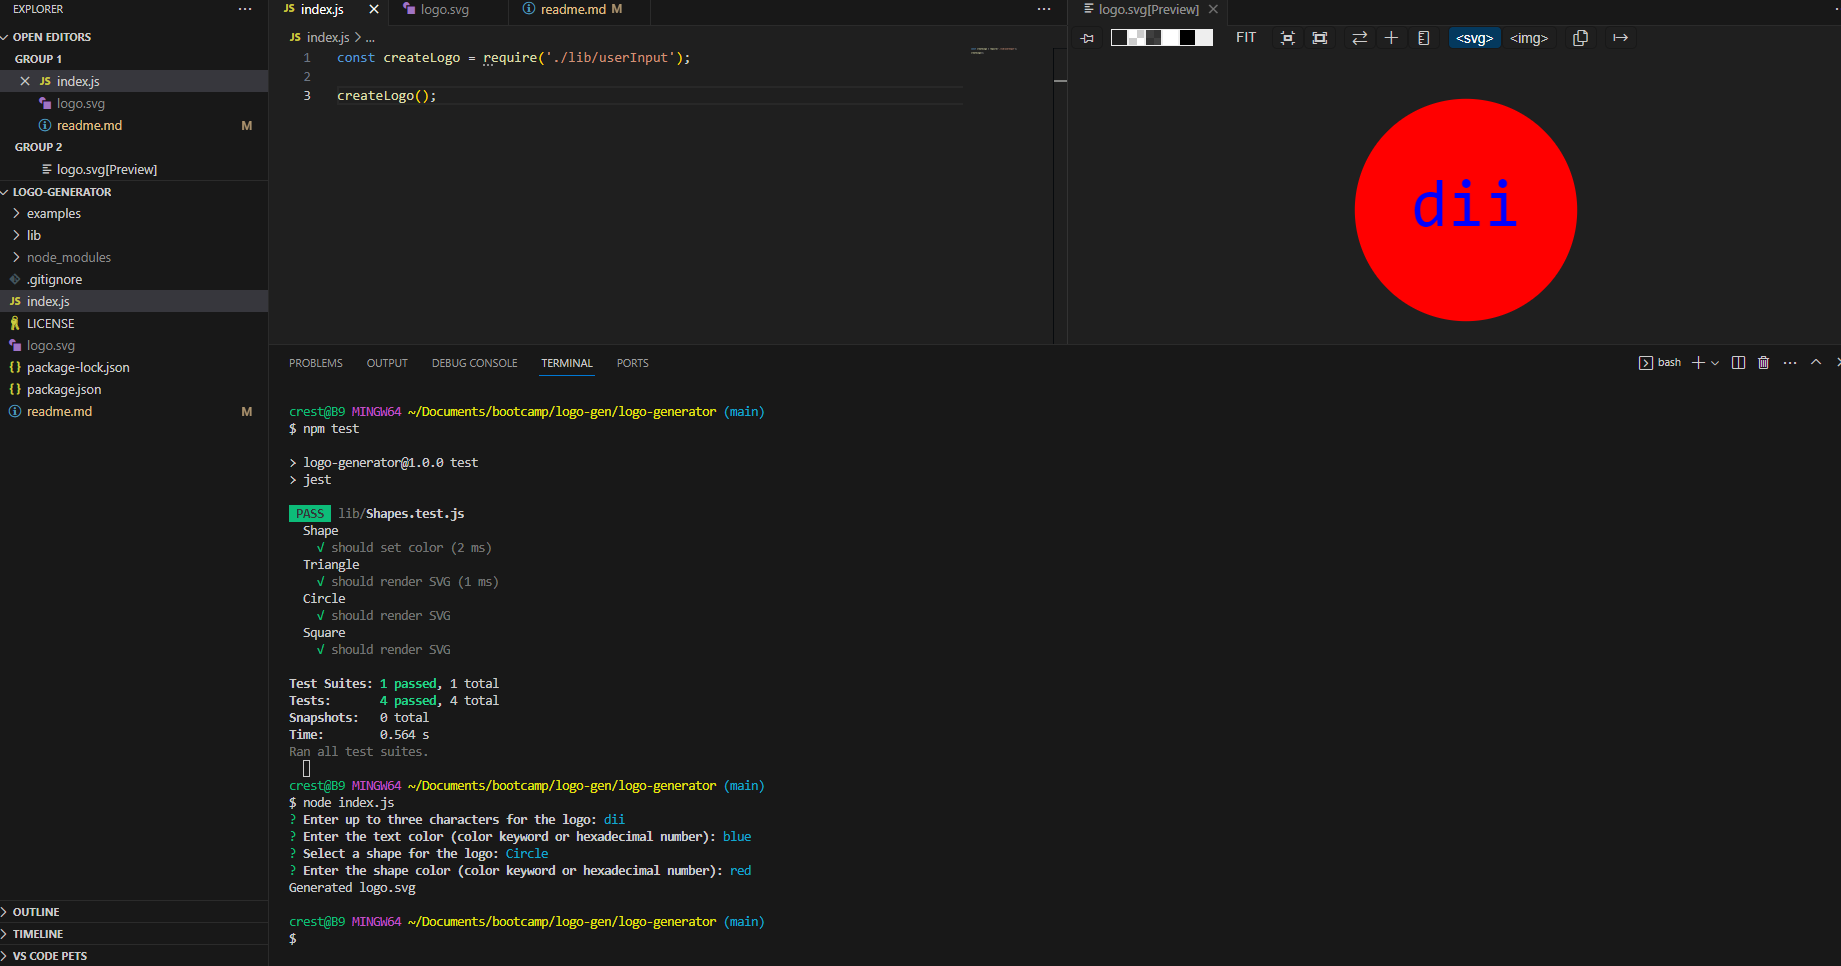 EXPLORER
OPEN EDITORS
GROUP 1
JS index.js
logo.svg
readme.md M
GROUP 2
logo.svg[Preview]
LOGO-GENERATOR
examples
lib
node_modules
.gitignore
JS index.js
LICENSE
logo.svg
{} package-lock.json
{} package.json
readme.md M
OUTLINE
TIMELINE
VS CODE PETS
JS index.js
logo.svg
readme.md M
JS index.js > ...
1 const createLogo = require('./lib/userInput');
2
3 createLogo();
logo.svg[Preview]
FIT
<svg>
<img>
dii
PROBLEMS OUTPUT DEBUG CONSOLE TERMINAL PORTS
bash
crest@B9 MINGW64 ~/Documents/bootcamp/logo-gen/logo-generator (main)
$ npm test
> logo-generator@1.0.0 test
> jest
PASS lib/Shapes.test.js
Shape
√ should set color (2 ms)
Triangle
√ should render SVG (1 ms)
Circle
√ should render SVG
Square
√ should render SVG
Test Suites: 1 passed, 1 total
Tests: 4 passed, 4 total
Snapshots: 0 total
Time: 0.564 s
Ran all test suites.
crest@B9 MINGW64 ~/Documents/bootcamp/logo-gen/logo-generator (main)
$ node index.js
? Enter up to three characters for the logo: dii
? Enter the text color (color keyword or hexadecimal number): blue
? Select a shape for the logo: Circle
? Enter the shape color (color keyword or hexadecimal number): red
Generated logo.svg
crest@B9 MINGW64 ~/Documents/bootcamp/logo-gen/logo-generator (main)
$